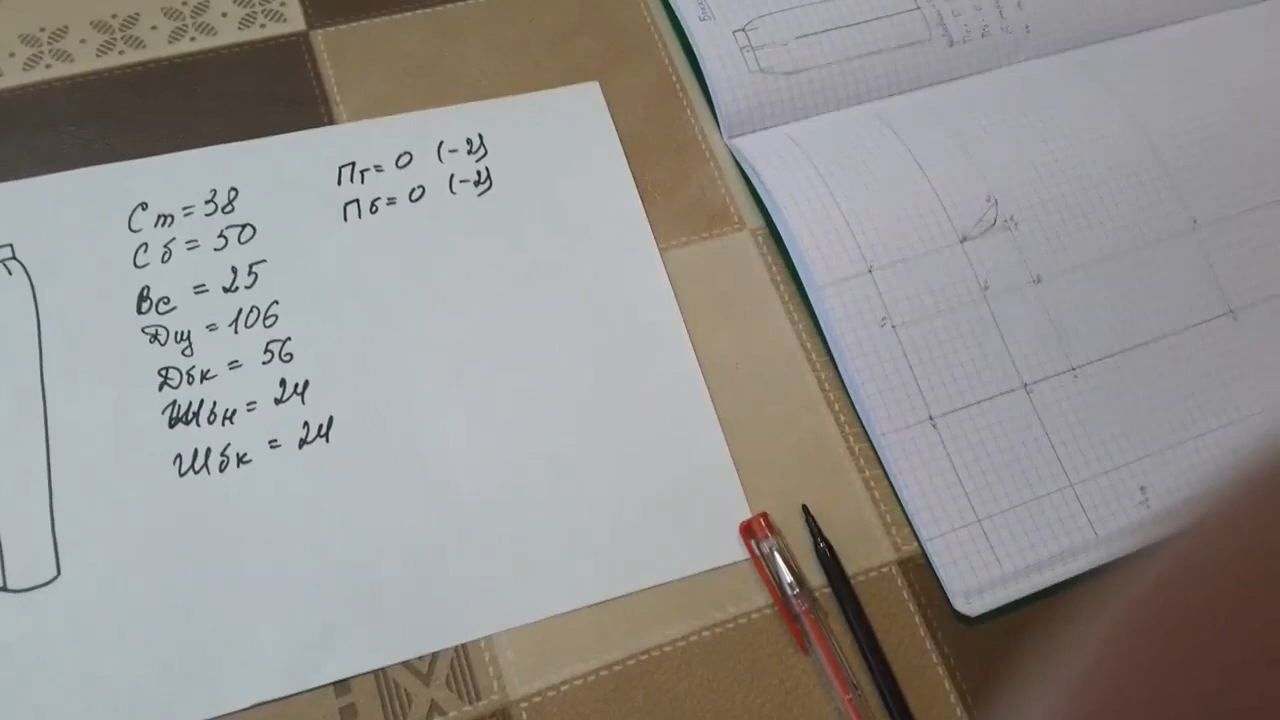 Ст = 38
Сб = 50
Вс = 25
Дщ = 106
Дбк = 56
Шбн = 24
Шбк = 24
Пт = 0 (-2)
Пб = 0 (-2)